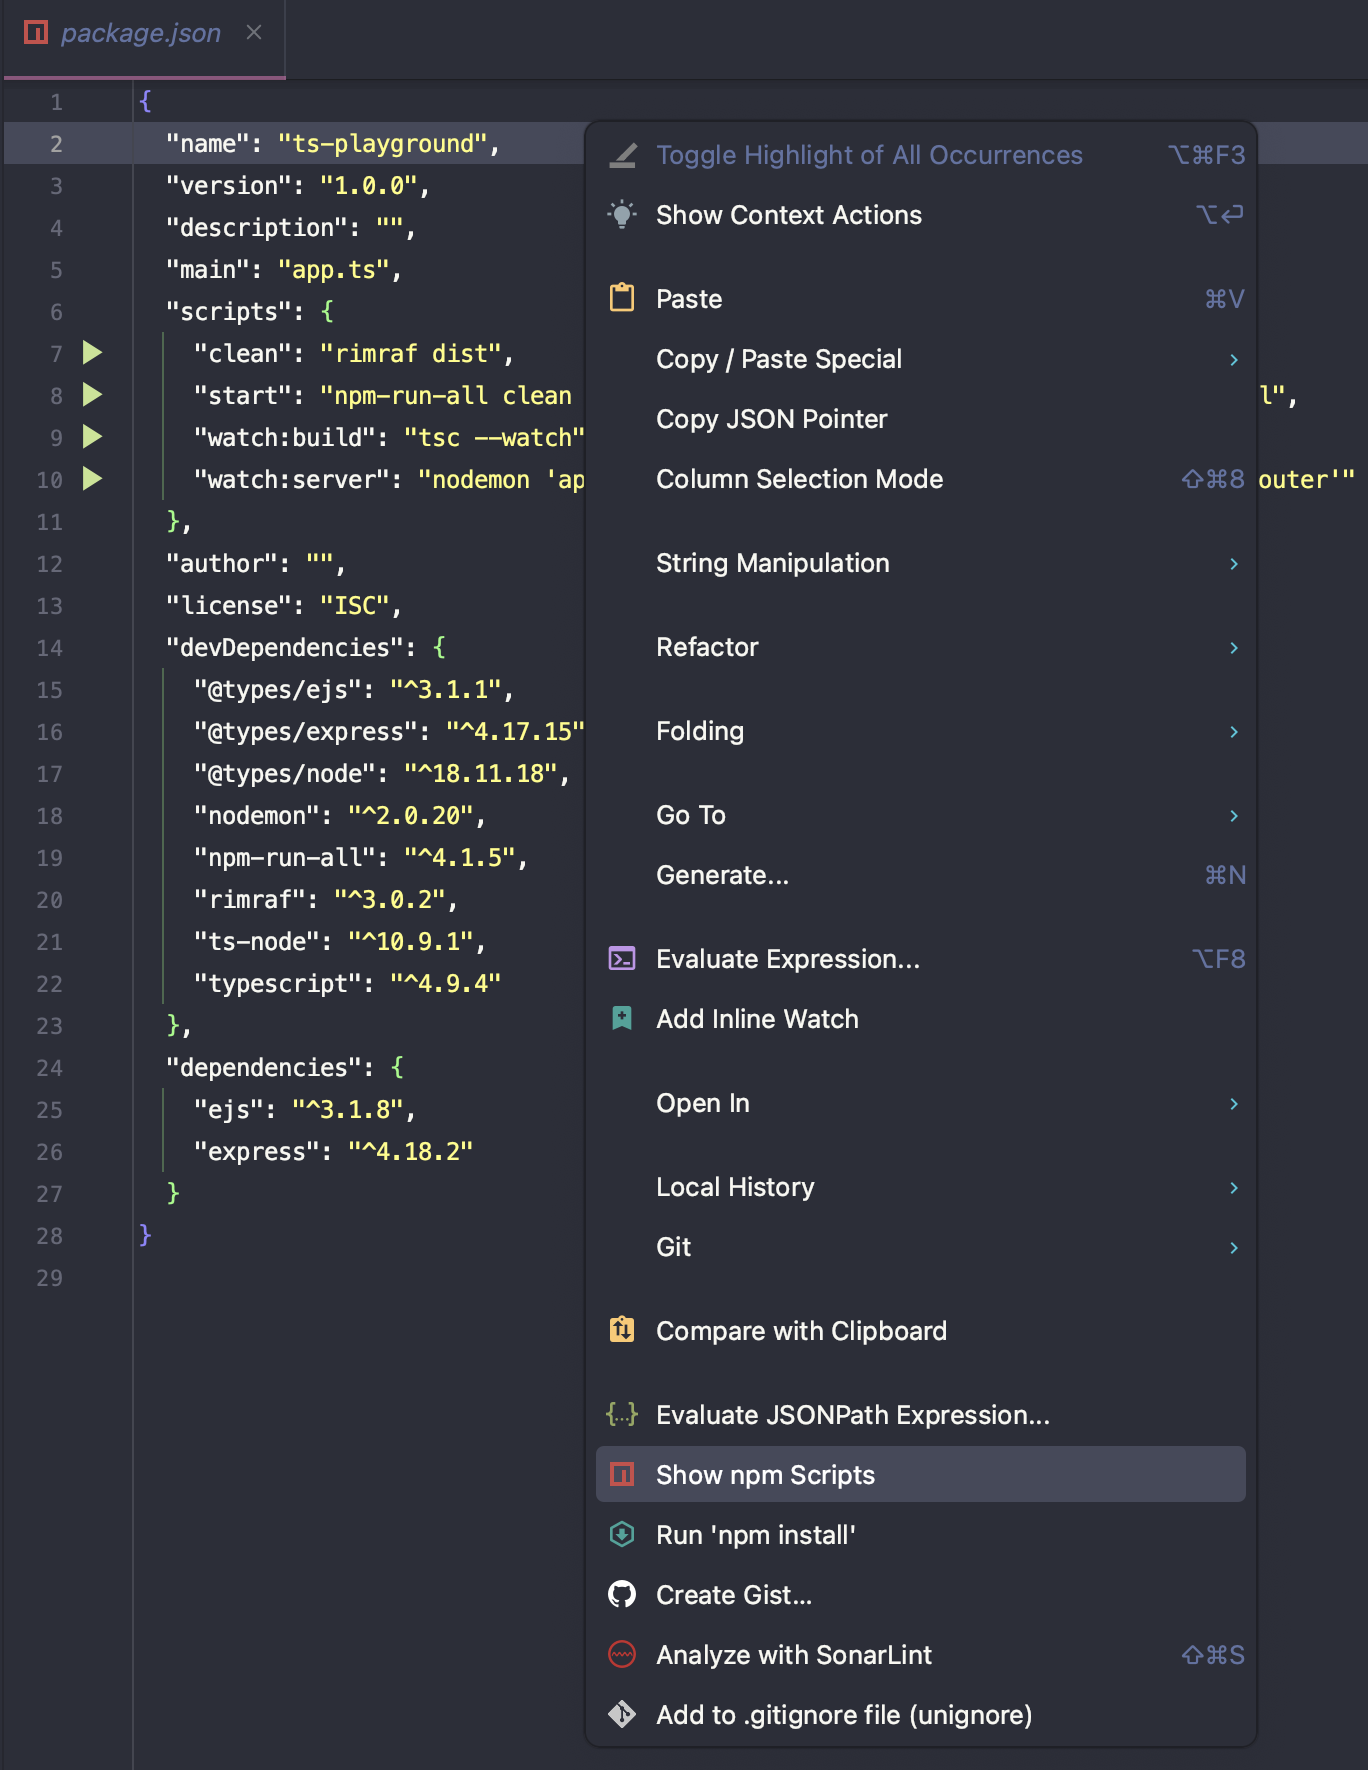 package.json
1 {
2 "name": "ts-playground",
3 "version": "1.0.0",
4 "description": "",
5 "main": "app.ts",
6 "scripts": {
7 "clean": "rimraf dist",
8 "start": "npm-run-all clean l",
9 "watch:build": "tsc --watch"
10 "watch:server": "nodemon 'ap outer'"
11 },
12 "author": "",
13 "license": "ISC",
14 "devDependencies": {
15 "@types/ejs": "^3.1.1",
16 "@types/express": "^4.17.15"
17 "@types/node": "^18.11.18",
18 "nodemon": "^2.0.20",
19 "npm-run-all": "^4.1.5",
20 "rimraf": "^3.0.2",
21 "ts-node": "^10.9.1",
22 "typescript": "^4.9.4"
23 },
24 "dependencies": {
25 "ejs": "^3.1.8",
26 "express": "^4.18.2"
27 }
28 }
29
Toggle Highlight of All Occurrences ⌥⌘F3
Show Context Actions ⌥⏎
Paste ⌘V
Copy / Paste Special
Copy JSON Pointer
Column Selection Mode ⇧⌘8
String Manipulation
Refactor
Folding
Go To
Generate... ⌘N
Evaluate Expression... ⌥F8
Add Inline Watch
Open In
Local History
Git
Compare with Clipboard
Evaluate JSONPath Expression...
Show npm Scripts
Run 'npm install'
Create Gist...
Analyze with SonarLint ⇧⌘S
Add to .gitignore file (unignore)